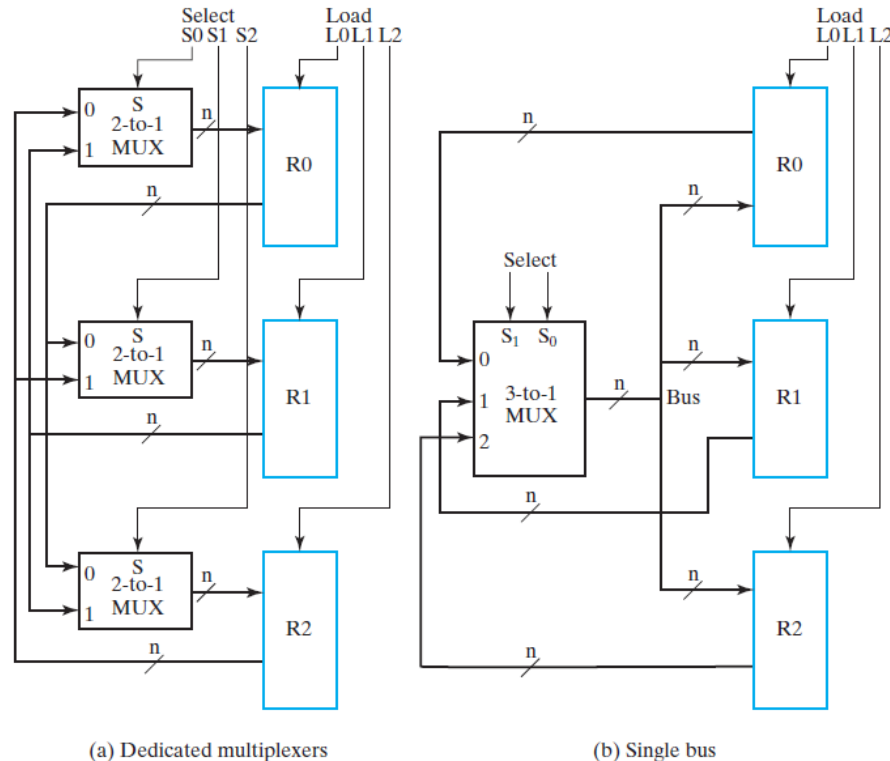 Select
S0 S1 S2
Load
L0 L1 L2
0
S
2-to-1
1 MUX
n
R0
n
0
S
2-to-1
1 MUX
n
R1
n
0
S
2-to-1
1 MUX
n
R2
n
(a) Dedicated multiplexers
Load
L0 L1 L2
n
R0
n
Select
S1 S0
0
1 3-to-1
MUX
2
n
Bus
n
R1
n
n
R2
n
(b) Single bus